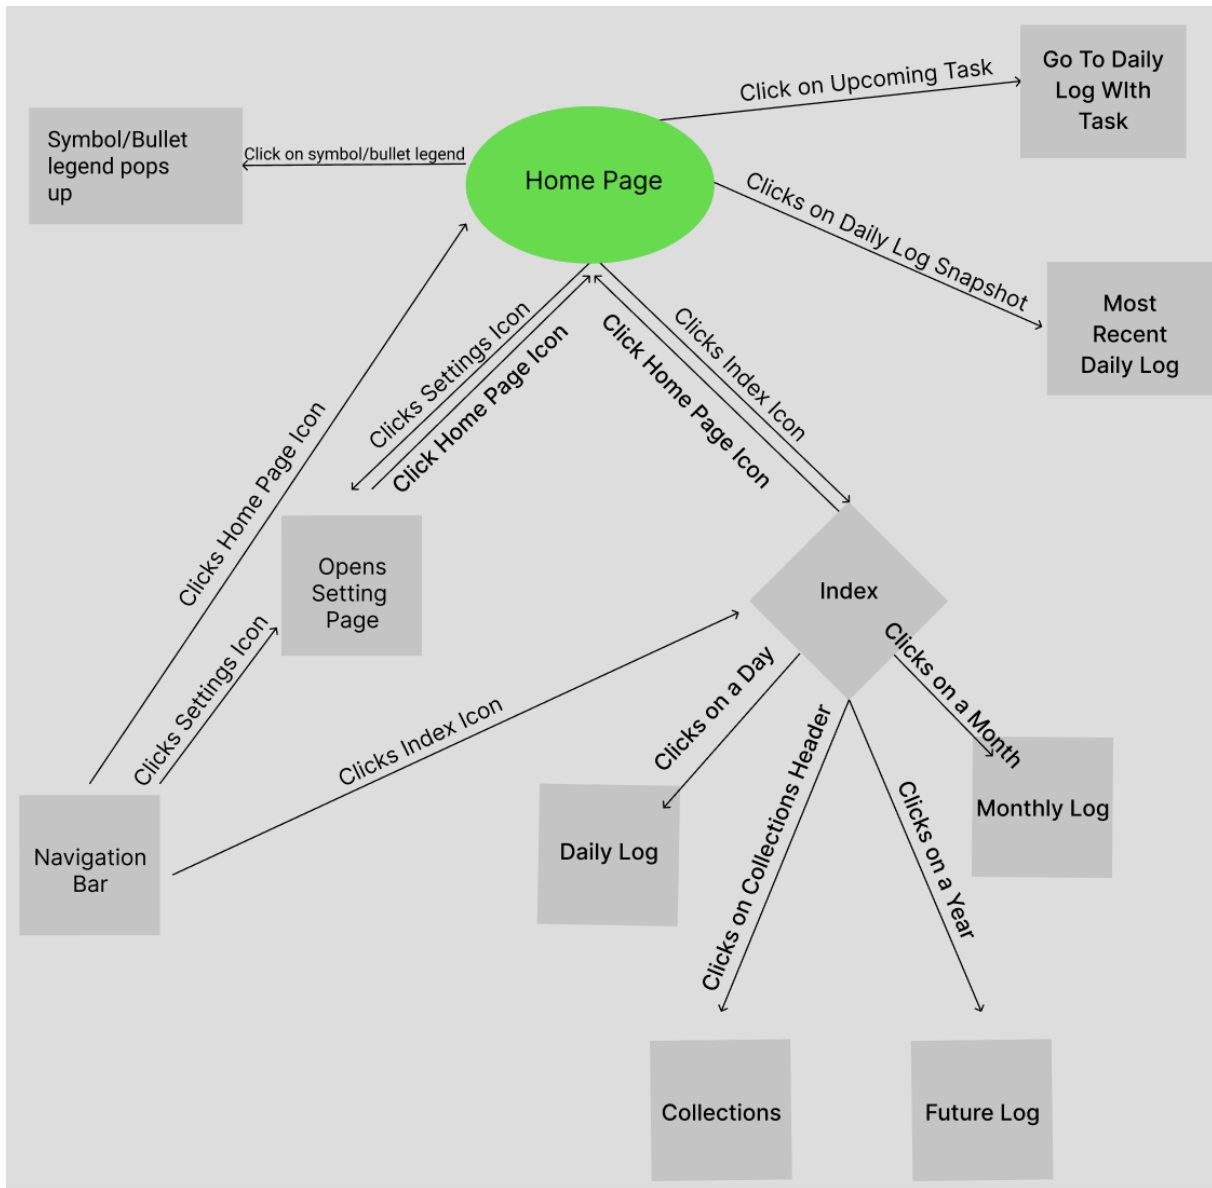 Go To Daily
Log WIth
Task
Click on Upcoming Task
Symbol/Bullet
legend pops
up
Click on symbol/bullet legend
Home Page
Clicks on Daily Log Snapshot
Most
Recent
Daily Log
Clicks Settings Icon
Click Home Page Icon
Click Home Page Icon
Clicks Index Icon
Clicks Home Page Icon
Opens
Setting
Page
Index
Clicks Settings Icon
Clicks Index Icon
Clicks on a Day
Clicks on Collections Header
Clicks on a Year
Clicks on a Month
Navigation
Bar
Daily Log
Monthly Log
Collections
Future Log